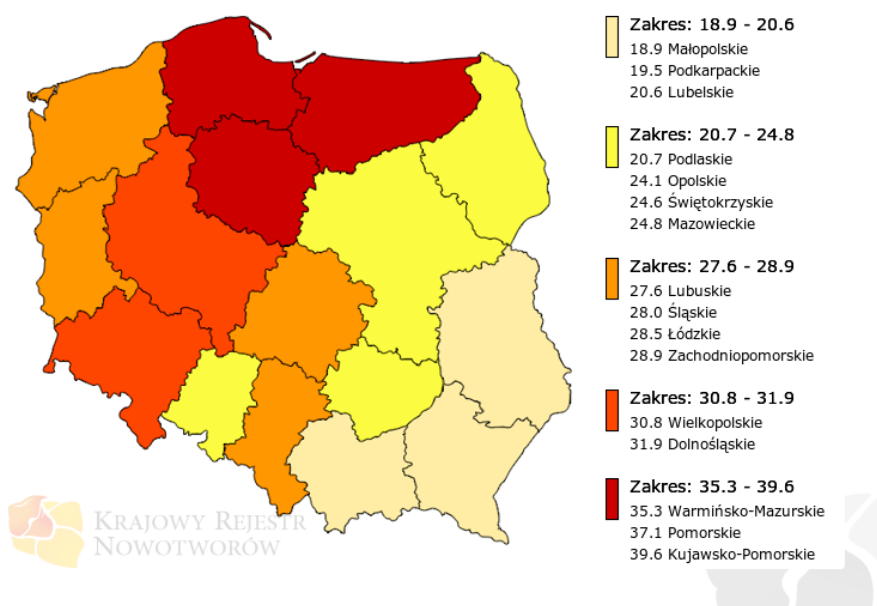 Zakres: 18.9 - 20.6
18.9 Małopolskie
19.5 Podkarpackie
20.6 Lubelskie
Zakres: 20.7 - 24.8
20.7 Podlaskie
24.1 Opolskie
24.6 Świętokrzyskie
24.8 Mazowieckie
Zakres: 27.6 - 28.9
27.6 Lubuskie
28.0 Śląskie
28.5 Łódzkie
28.9 Zachodniopomorskie
Zakres: 30.8 - 31.9
30.8 Wielkopolskie
31.9 Dolnośląskie
Zakres: 35.3 - 39.6
35.3 Warmińsko-Mazurskie
37.1 Pomorskie
39.6 Kujawsko-Pomorskie
KRAJOWY REJESTR
NOWOTWORÓW